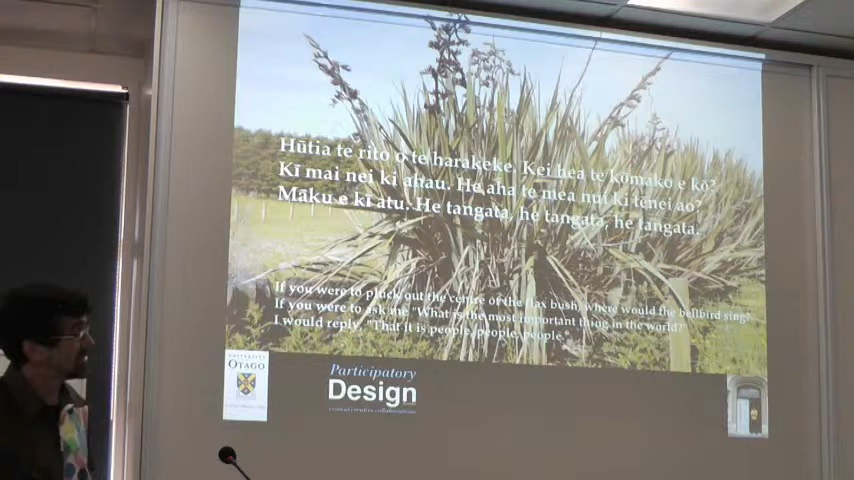 Hūtia te rito o te harakeke. Kei hea te kōmako e kō?
Kī mai nei ki ahau. He aha te mea nui ki tēnei ao?
Māku e kī atu. He tangata, he tangata, he tangata.
If you were to pluck out the centre of the flax bush, where would the bellbird sing?
If you were to ask me "What is the most important thing in the world?"
I would reply, "That it is people, people, people."
UNIVERSITY
OTAGO
Participatory
Design